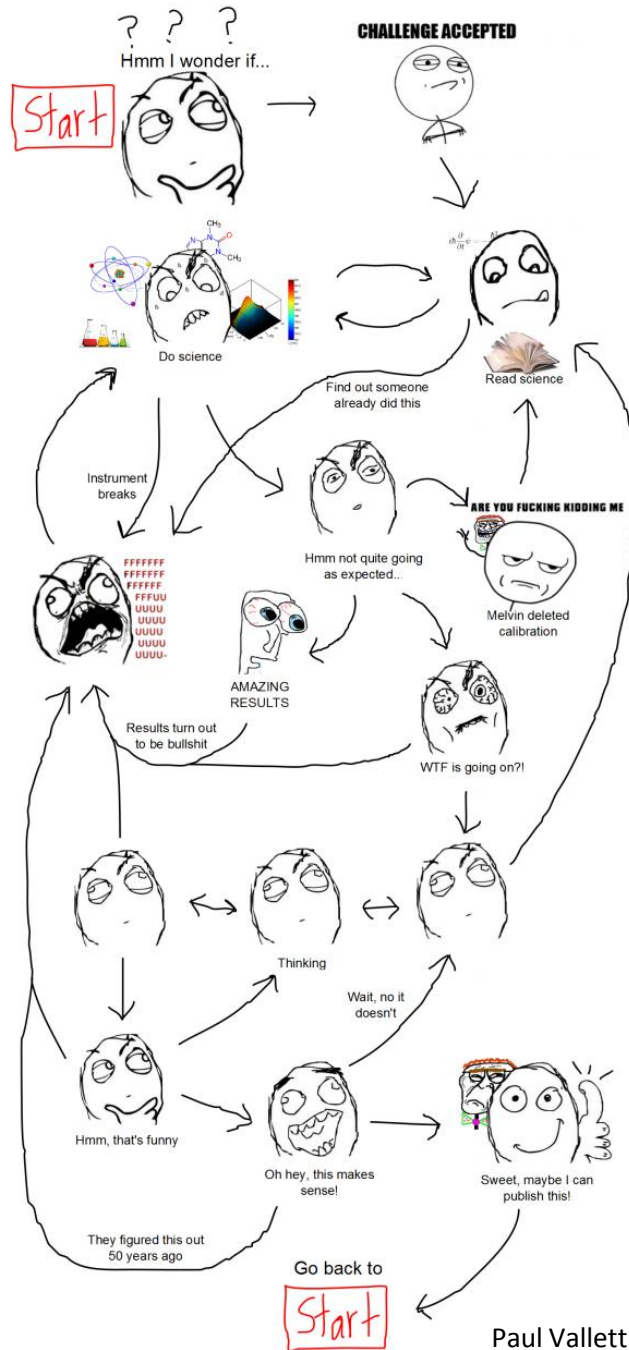 ? ? ?
Hmm I wonder if...
CHALLENGE ACCEPTED
Start
CH₃
N
N
O
N
N
CH₃
Do science
Read science
Find out someone
already did this
Instrument
breaks
ARE YOU FUCKING KIDDING ME
Hmm not quite going
as expected...
FFFFFFF
FFFFFFF
FFFFFF
FFFUU
UUUU
UUUU
UUUU
UUUU
UUUU-
Melvin deleted
calibration
AMAZING
RESULTS
Results turn out
to be bullshit
WTF is going on?!
Thinking
Wait, no it
doesn't
Hmm, that's funny
Oh hey, this makes
sense!
Sweet, maybe I can
publish this!
They figured this out
50 years ago
Go back to
Start
Paul Vallett